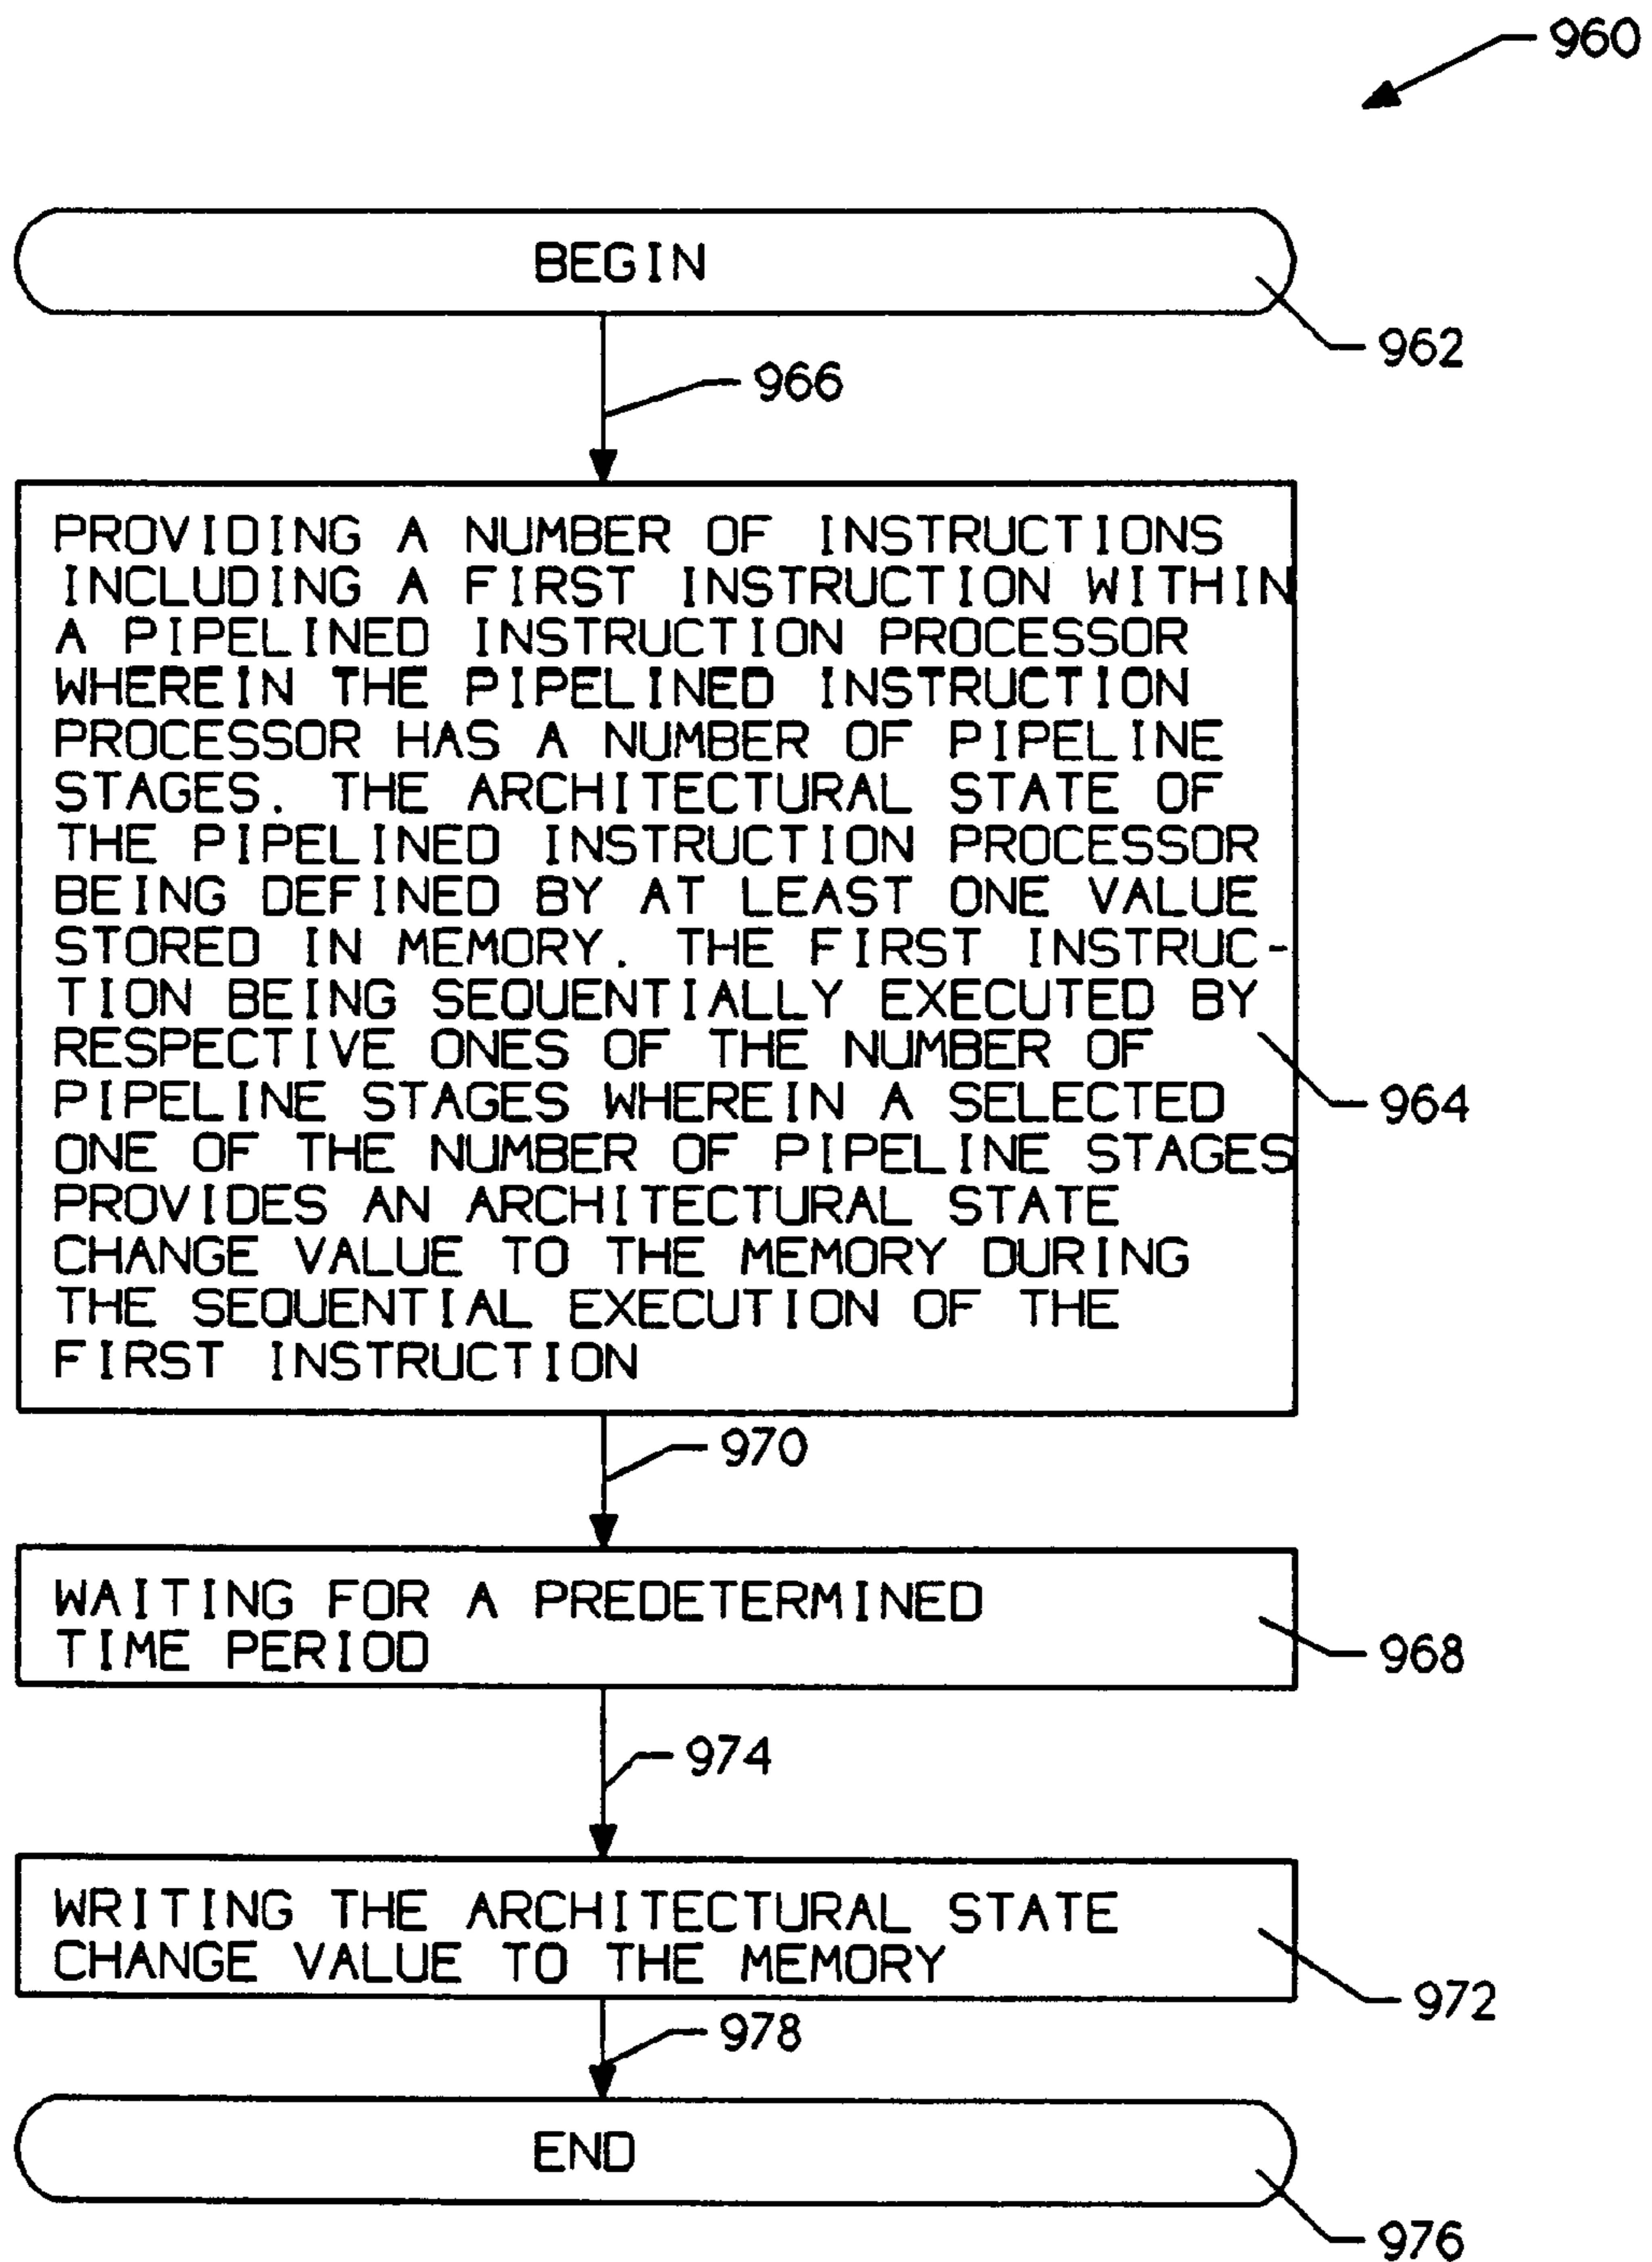 960
BEGIN
962
966
PROVIDING A NUMBER OF INSTRUCTIONS
INCLUDING A FIRST INSTRUCTION WITHIN
A PIPELINED INSTRUCTION PROCESSOR
WHEREIN THE PIPELINED INSTRUCTION
PROCESSOR HAS A NUMBER OF PIPELINE
STAGES. THE ARCHITECTURAL STATE OF
THE PIPELINED INSTRUCTION PROCESSOR
BEING DEFINED BY AT LEAST ONE VALUE
STORED IN MEMORY. THE FIRST INSTRUC-
TION BEING SEQUENTIALLY EXECUTED BY
RESPECTIVE ONES OF THE NUMBER OF
PIPELINE STAGES WHEREIN A SELECTED
ONE OF THE NUMBER OF PIPELINE STAGES
PROVIDES AN ARCHITECTURAL STATE
CHANGE VALUE TO THE MEMORY DURING
THE SEQUENTIAL EXECUTION OF THE
FIRST INSTRUCTION
964
970
WAITING FOR A PREDETERMINED
TIME PERIOD
968
974
WRITING THE ARCHITECTURAL STATE
CHANGE VALUE TO THE MEMORY
972
978
END
976